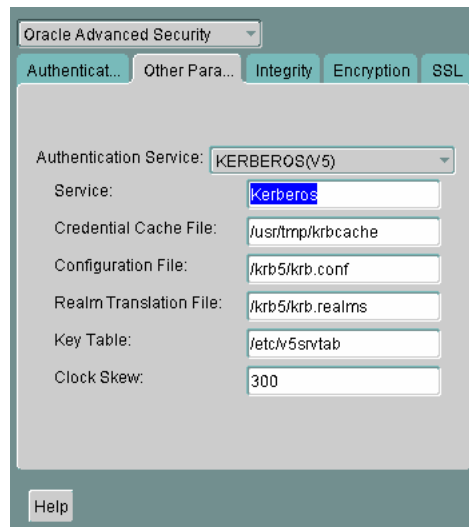 Oracle Advanced Security
Authenticat... Other Para... Integrity Encryption SSL
Authentication Service: KERBEROS(V5)
Service: Kerberos
Credential Cache File: /usr/tmp/krbcache
Configuration File: /krb5/krb.conf
Realm Translation File: /krb5/krb.realms
Key Table: /etc/v5srvtab
Clock Skew: 300
Help